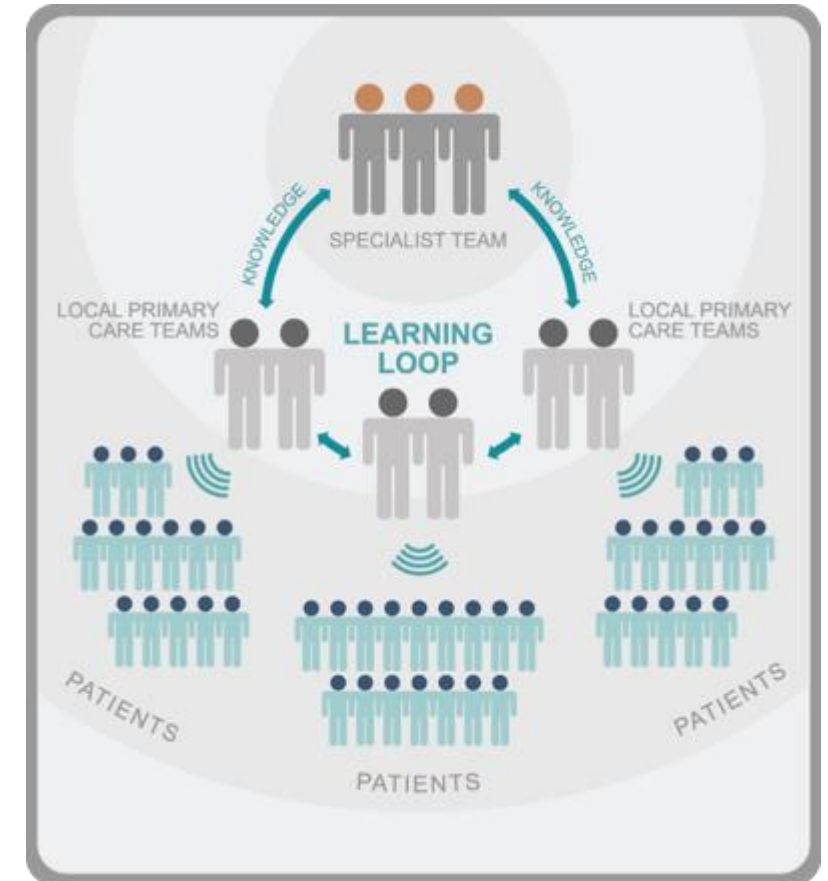 KNOWLEDGE
KNOWLEDGE
SPECIALIST TEAM
LOCAL PRIMARY
CARE TEAMS
LEARNING
LOOP
LOCAL PRIMARY
CARE TEAMS
PATIENTS
PATIENTS
PATIENTS